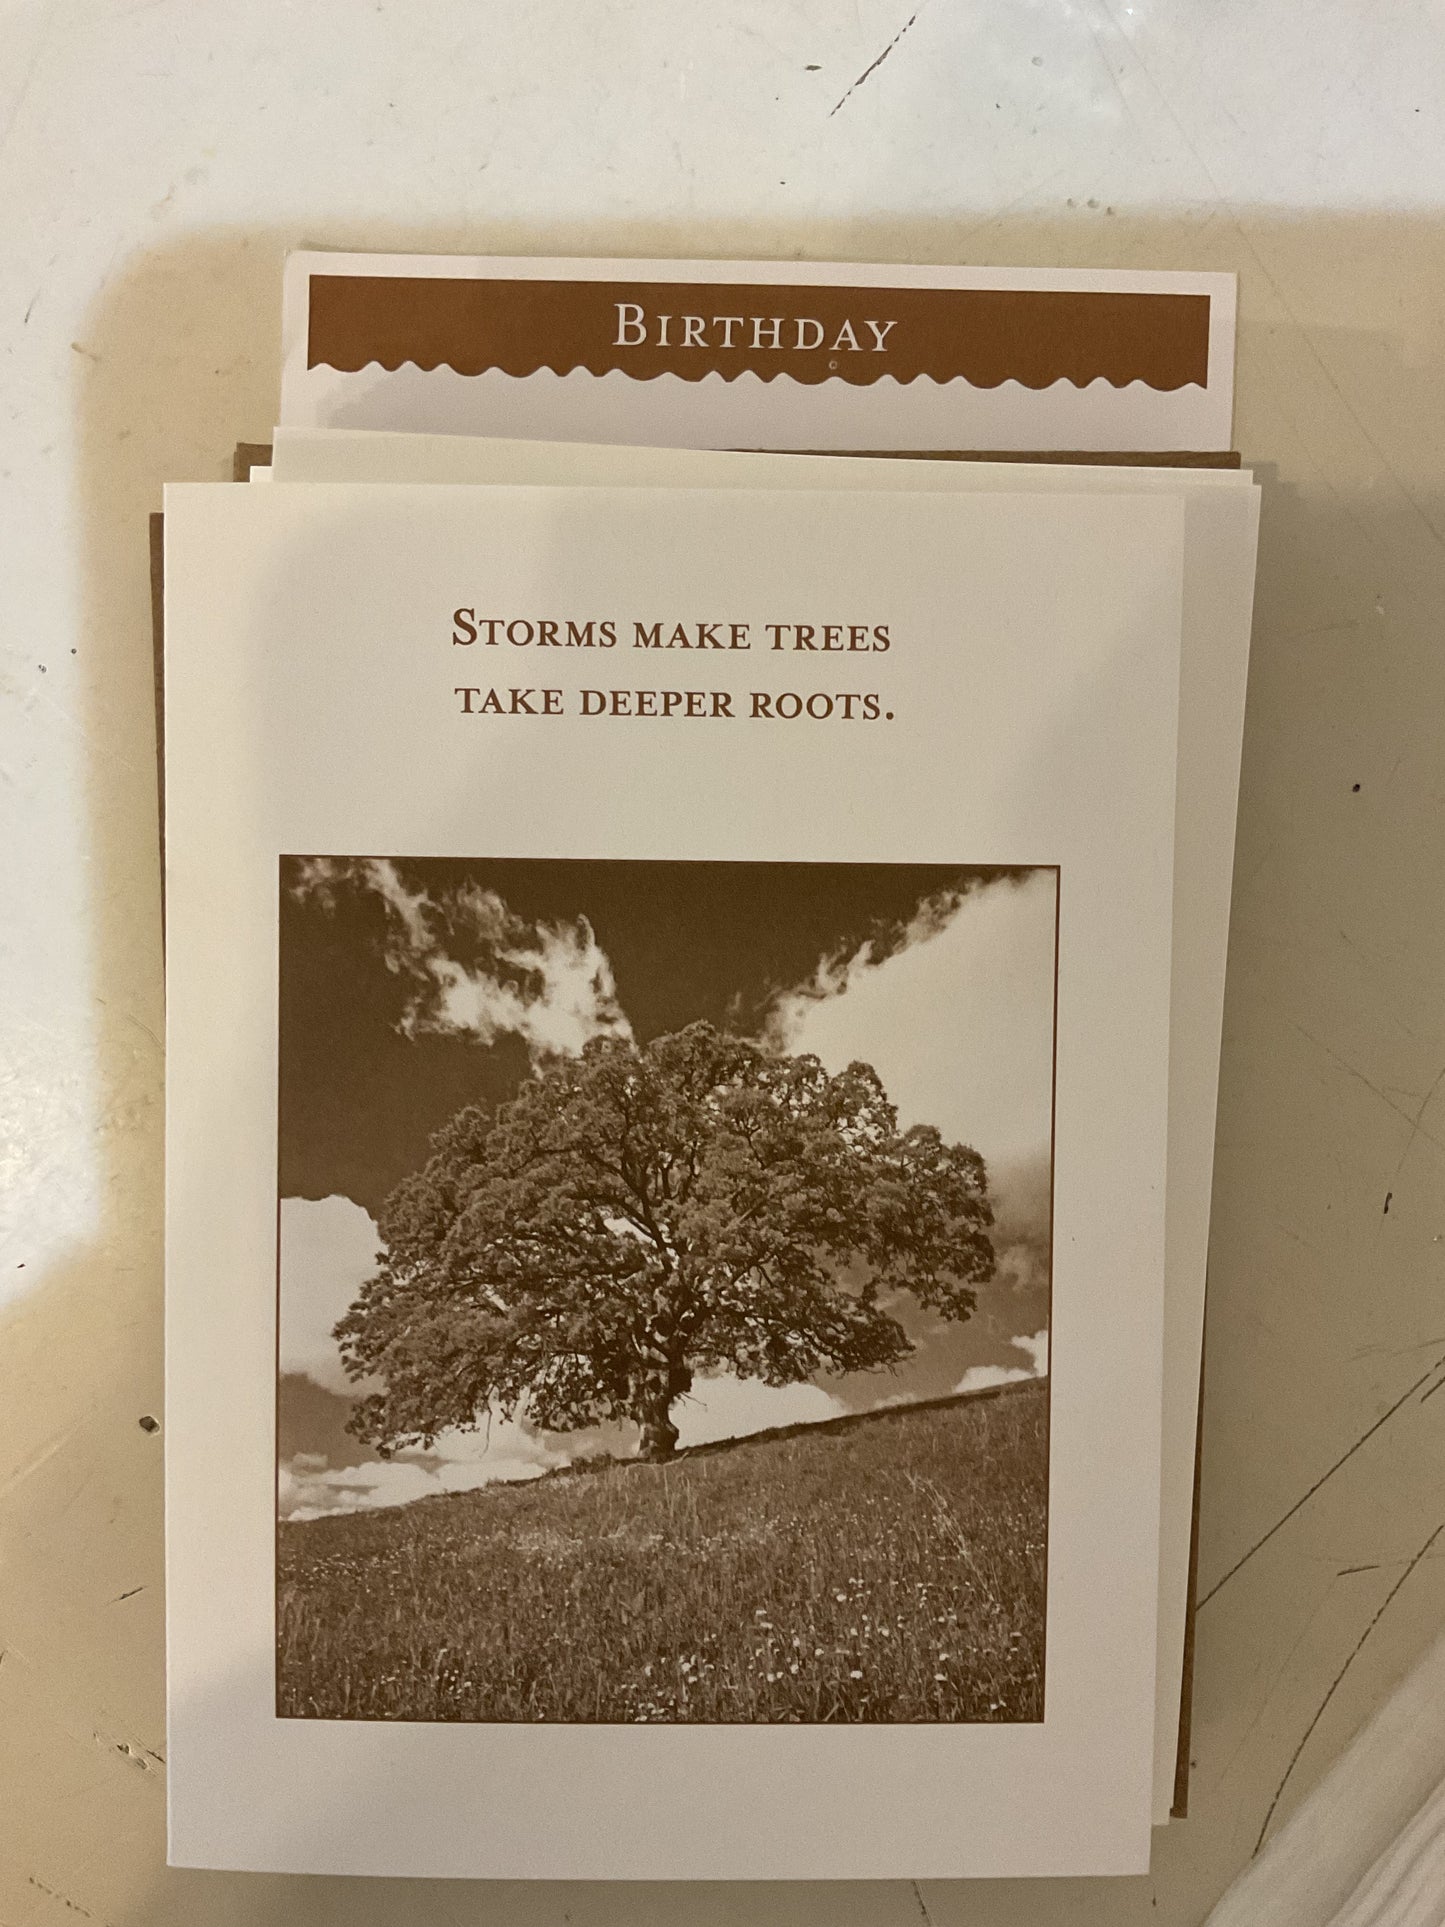 BIRTHDAY
STORMS MAKE TREES
TAKE DEEPER ROOTS.